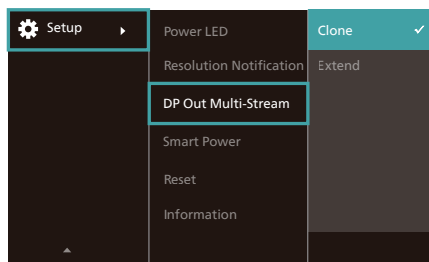 Setup
Power LED
Resolution Notification
DP Out Multi-Stream
Smart Power
Reset
Information
Clone
Extend